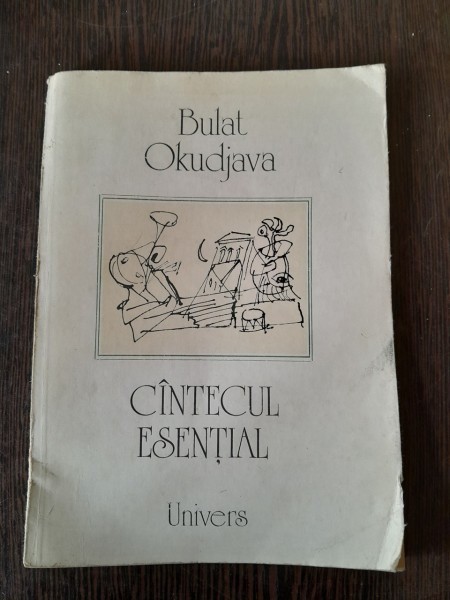 Bulat
Okudjava
CÎNTECUL
ESENȚIAL
Univers